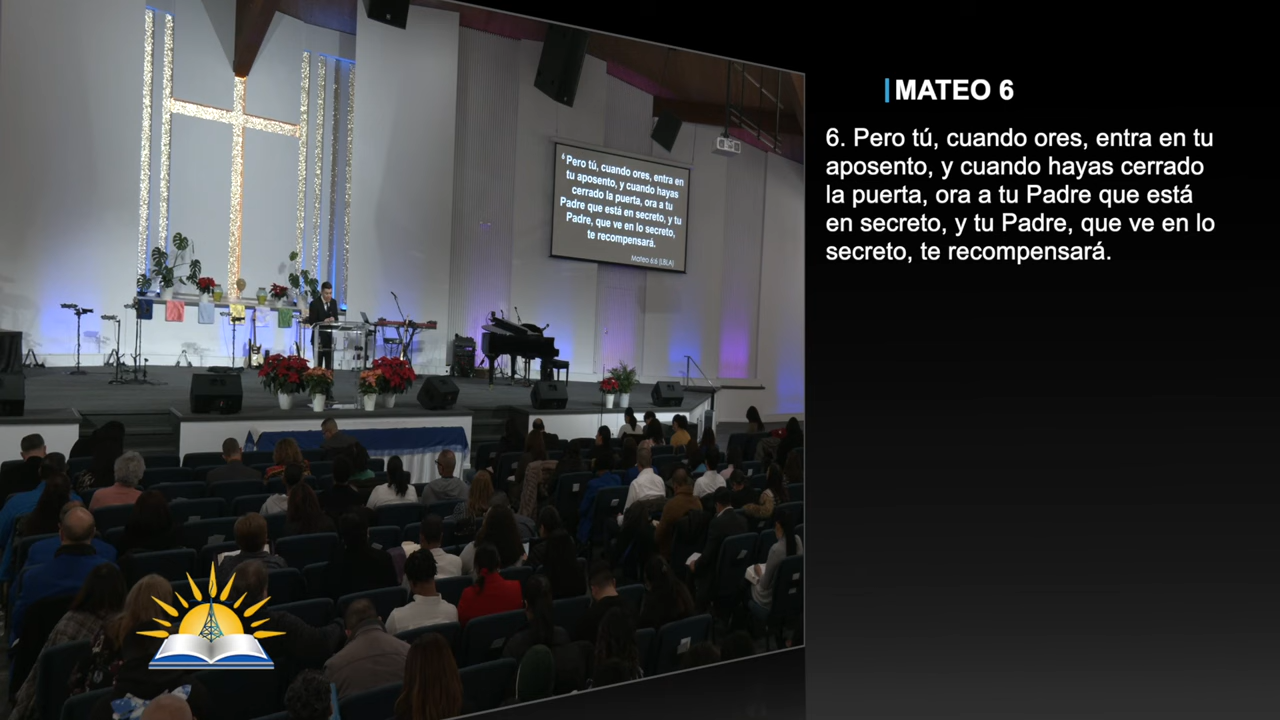 MATEO 6
6. Pero tú, cuando ores, entra en tu
aposento, y cuando hayas cerrado
la puerta, ora a tu Padre que está
en secreto, y tu Padre, que ve en lo
secreto, te recompensará.
6 Pero tú, cuando ores, entra en
tu aposento, y cuando hayas
cerrado la puerta, ora a tu
Padre que está en secreto, y tu
Padre, que ve en lo secreto,
te recompensará.
Mateo 6:6 (LBLA)